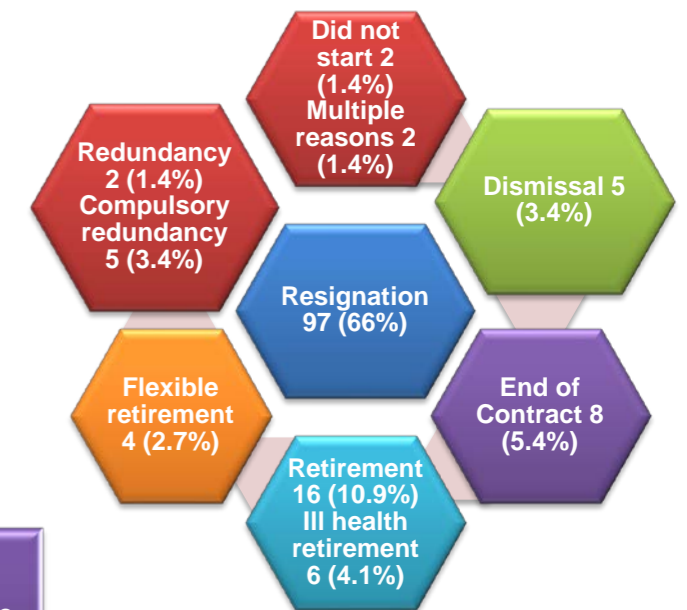 Did not
start 2
(1.4%)
Multiple
reasons 2
(1.4%)
Redundancy
2 (1.4%)
Compulsory
redundancy
5 (3.4%)
Dismissal 5
(3.4%)
Resignation
97 (66%)
Flexible
retirement
4 (2.7%)
End of
Contract 8
(5.4%)
Retirement
16 (10.9%)
Ill health
retirement
6 (4.1%)